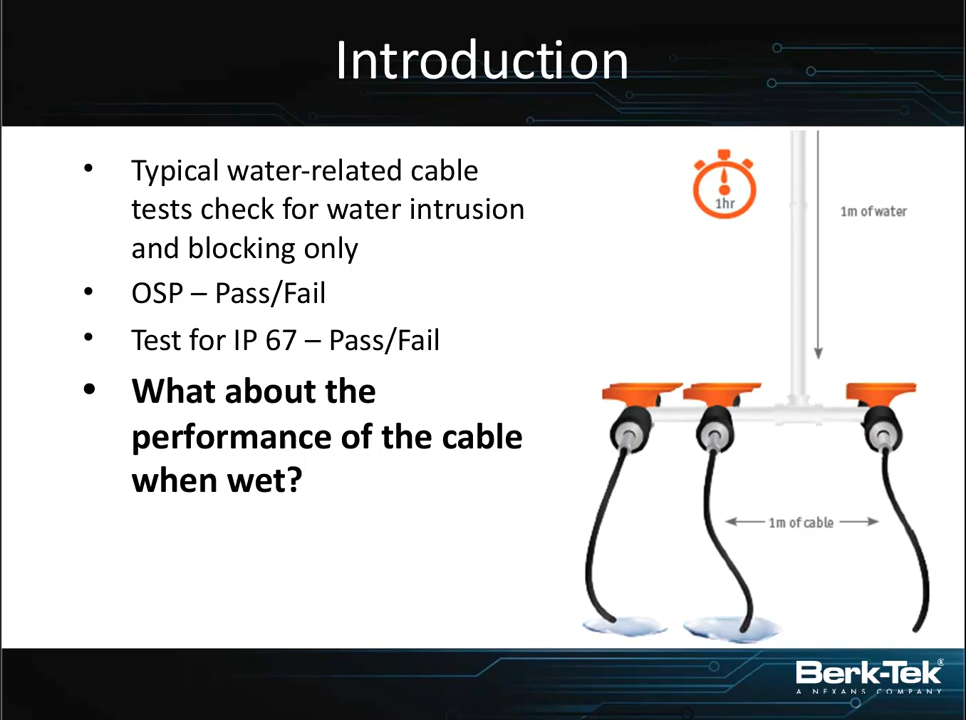 Introduction
• Typical water-related cable
tests check for water intrusion
and blocking only
• OSP – Pass/Fail
• Test for IP 67 – Pass/Fail
• What about the
performance of the cable
when wet?
1hr
1m of water
1m of cable
Berk-Tek®
A NEXANS COMPANY